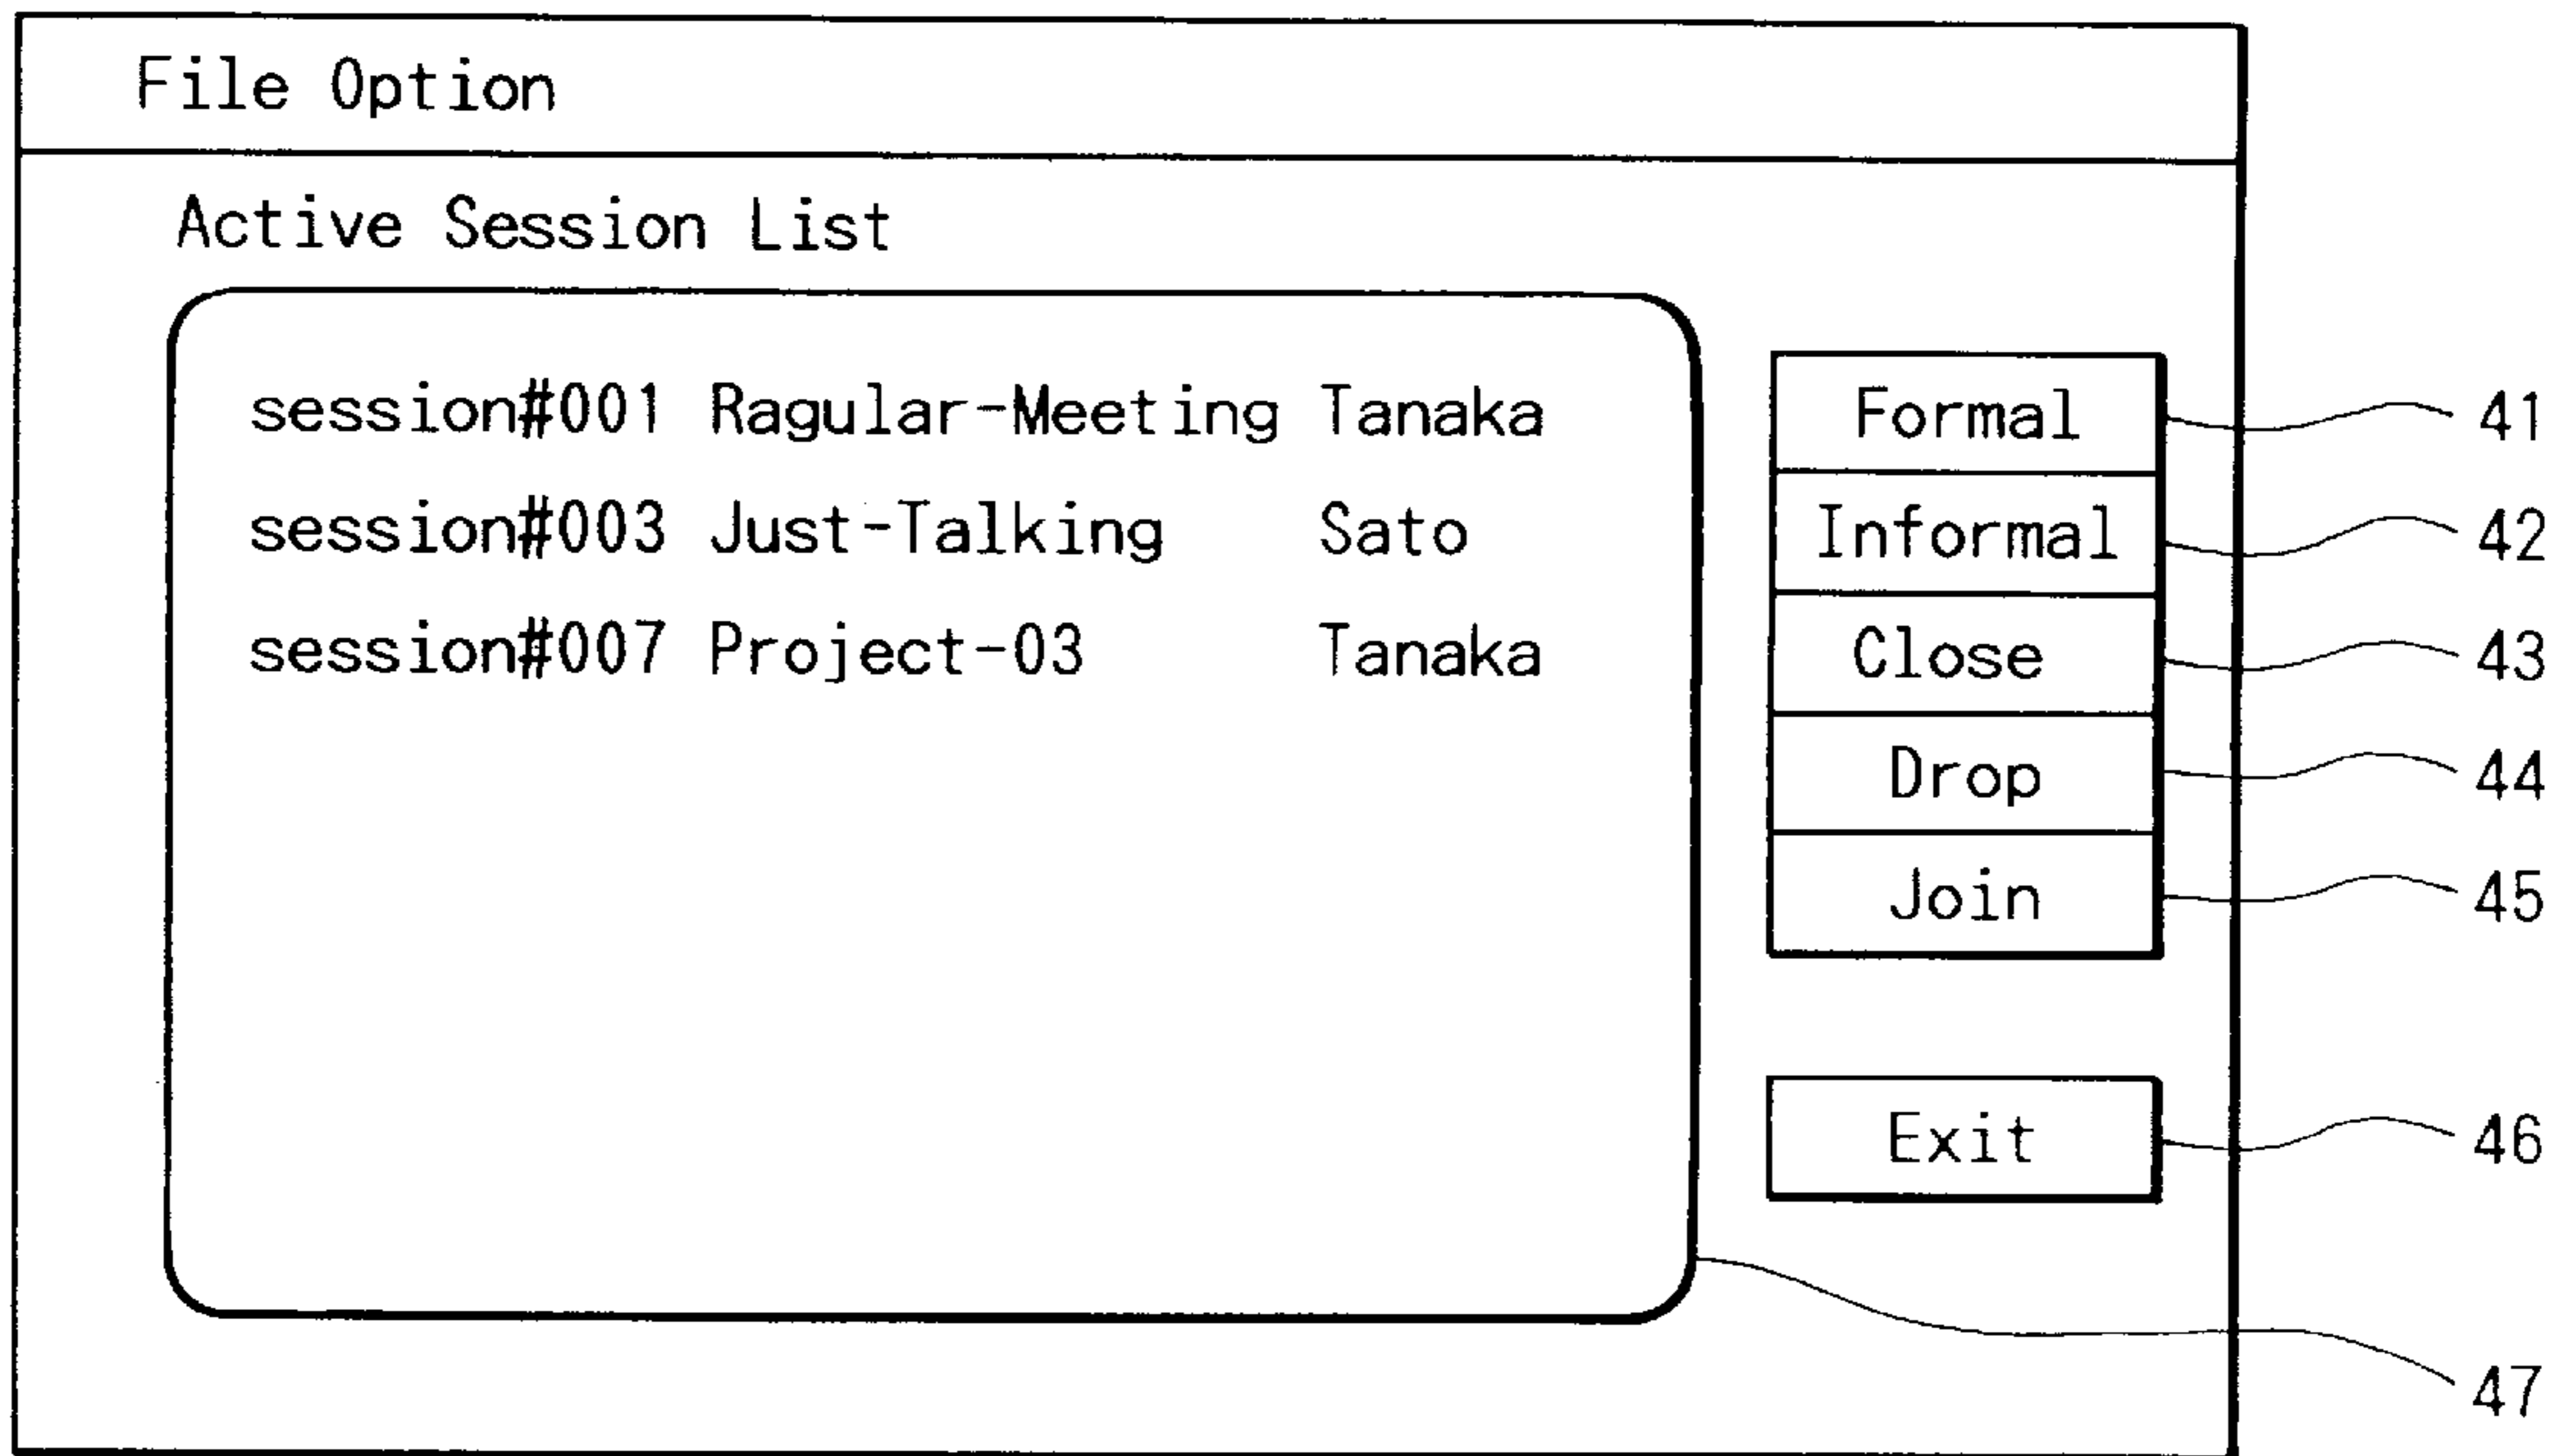 File Option
Active Session List
session#001 Ragular-Meeting Tanaka
session#003 Just-Talking Sato
session#007 Project-03 Tanaka
Formal 41
Informal 42
Close 43
Drop 44
Join 45
Exit 46
47